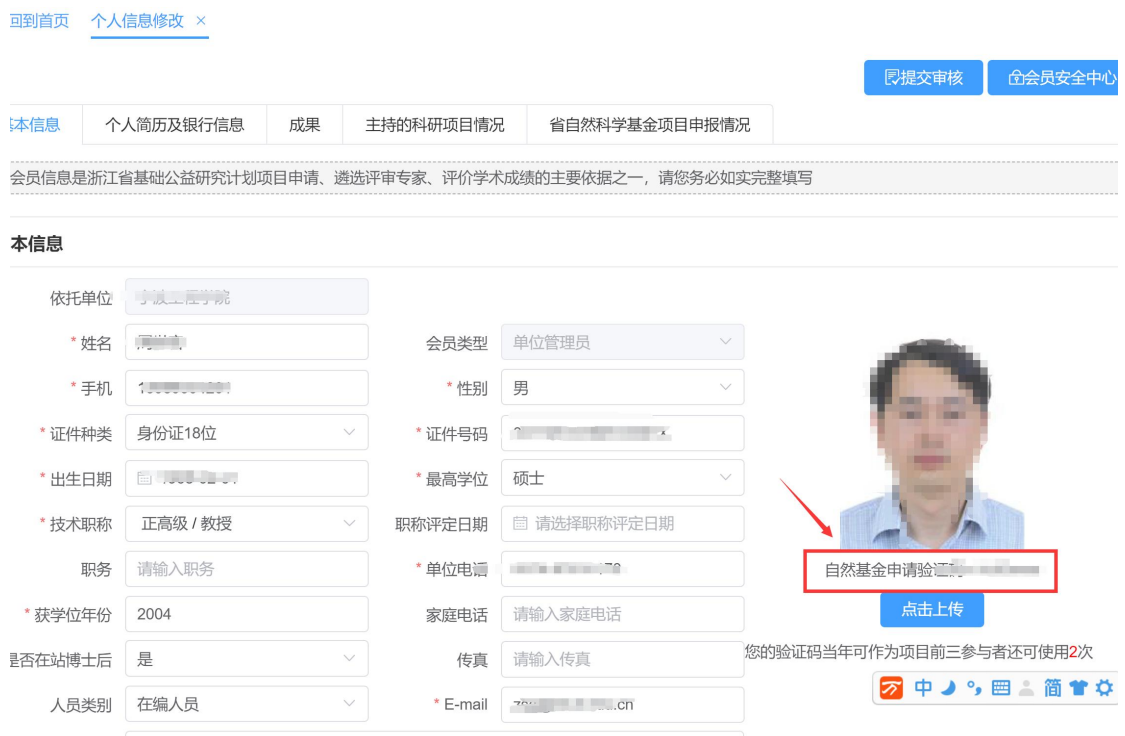 回到首页 个人信息修改 ×
提交审核 会员安全中心
基本信息 个人简历及银行信息 成果 主持的科研项目情况 省自然科学基金项目申报情况
会员信息是浙江省基础公益研究计划项目申请、遴选评审专家、评价学术成绩的主要依据之一，请您务必如实完整填写
本信息
依托单位
* 姓名 会员类型 单位管理员
* 手机 * 性别 男
* 证件种类 身份证18位 * 证件号码
* 出生日期 * 最高学位 硕士
* 技术职称 正高级 / 教授 职称评定日期 请选择职称评定日期
职务 请输入职务 * 单位电话
自然基金申请验证码
* 获学位年份 2004 家庭电话 请输入家庭电话 点击上传
是否在站博士后 是 传真 请输入传真 您的验证码当年可作为项目前三参与者还可使用2次
人员类别 在编人员 * E-mail .cn
中 简